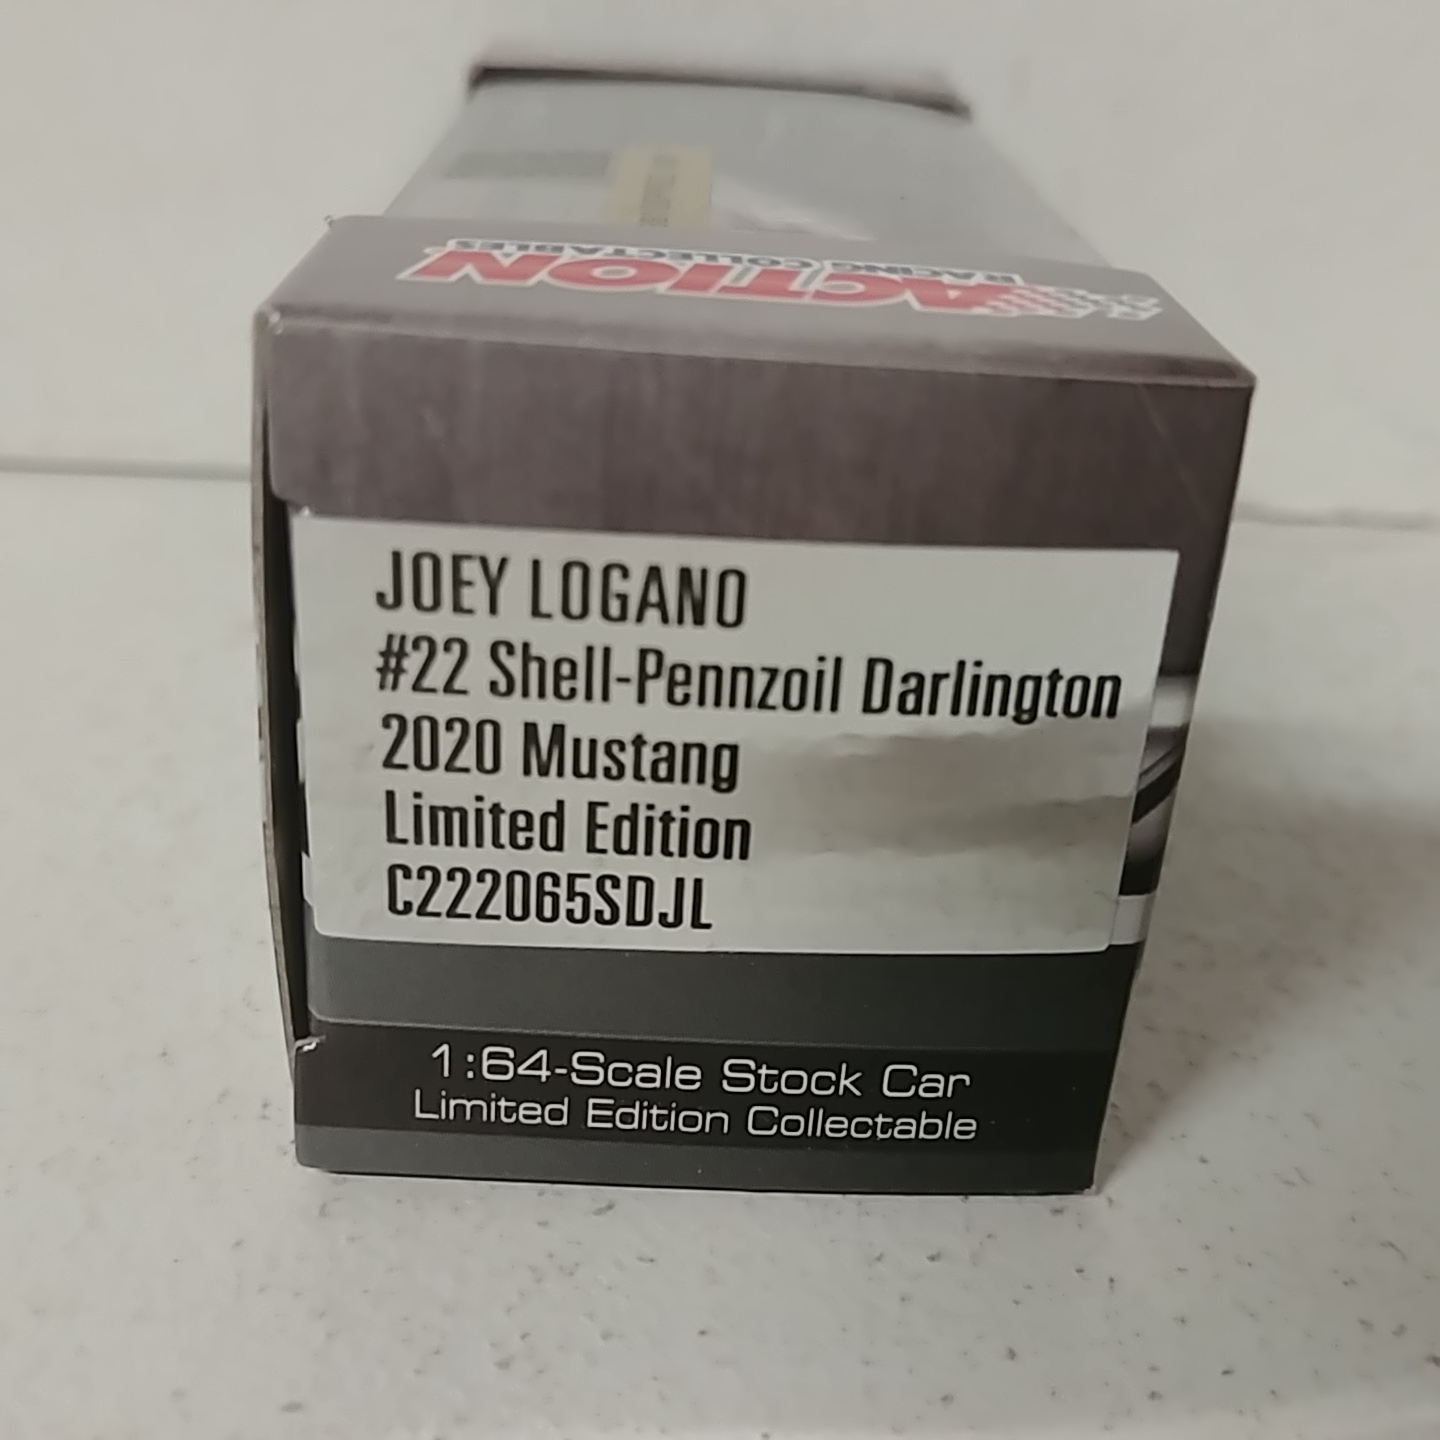 ACTION
RACING COLLECTABLES
JOEY LOGANO
#22 Shell-Pennzoil Darlington
2020 Mustang
Limited Edition
C222065SDJL
1:64-Scale Stock Car
Limited Edition Collectable